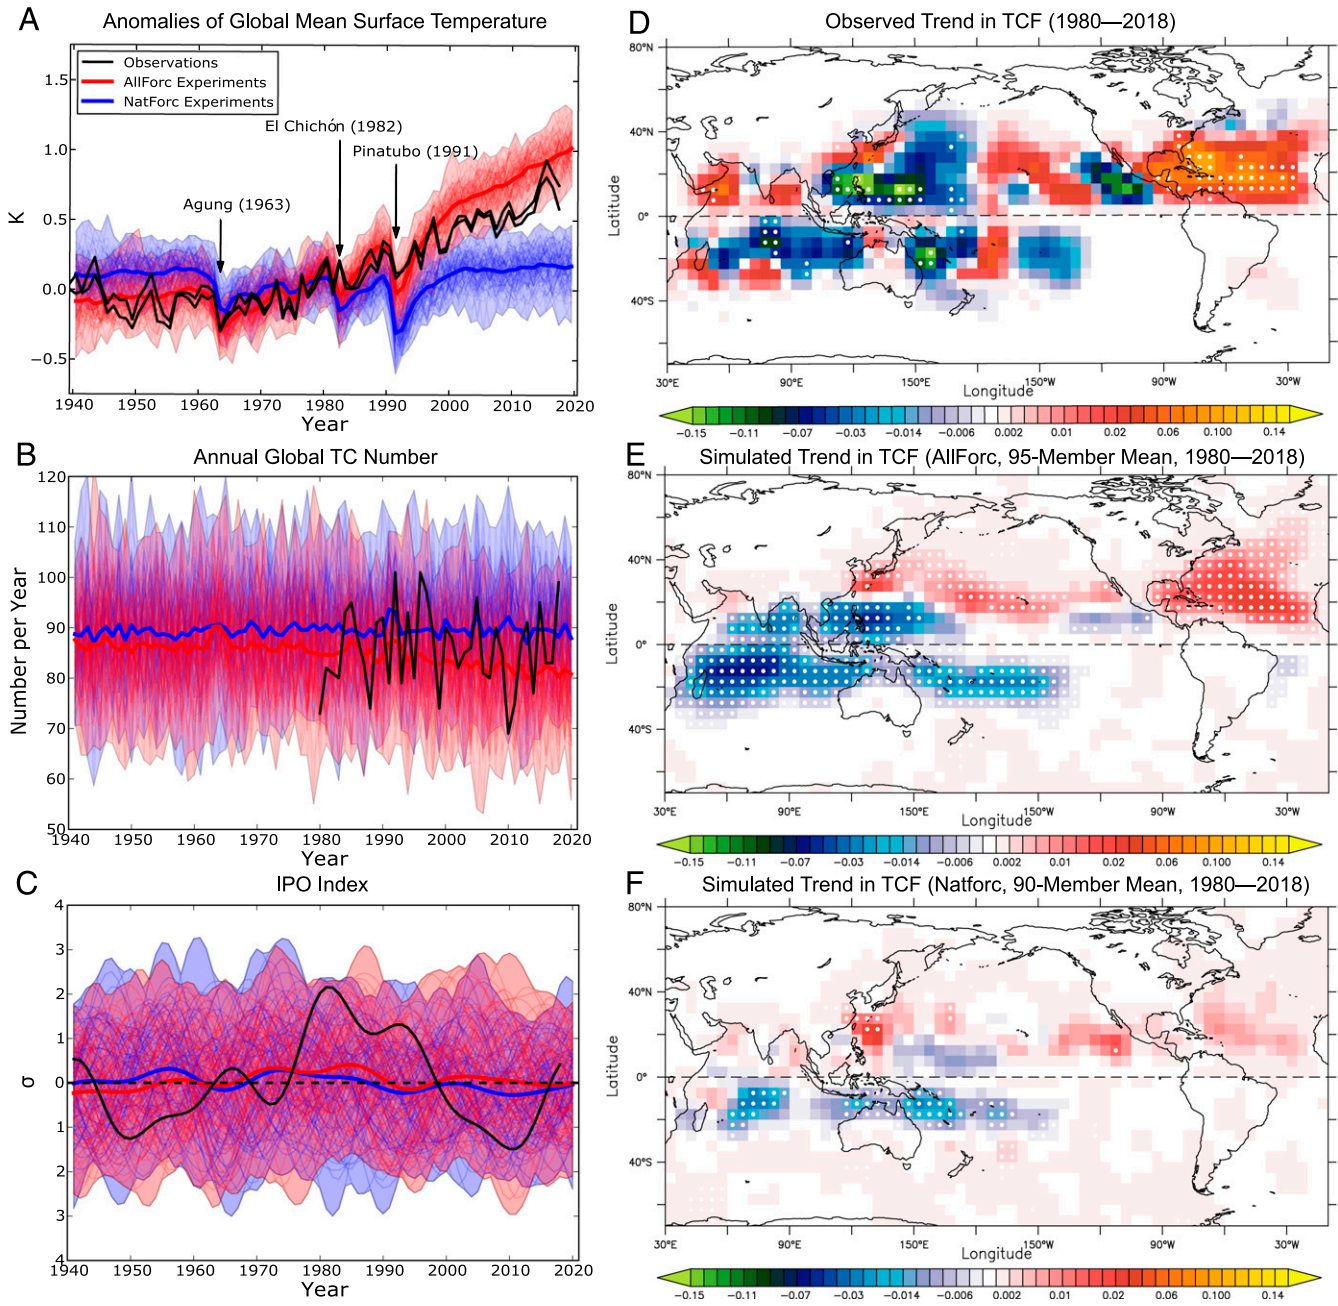 A
Anomalies of Global Mean Surface Temperature
Observations
AllForc Experiments
NatForc Experiments
El Chichón (1982)
Pinatubo (1991)
Agung (1963)
1.5
1.0
0.5
0.0
−0.5
K
1940 1950 1960 1970 1980 1990 2000 2010 2020
Year
B
Annual Global TC Number
120
110
100
90
80
70
60
50
Number per Year
1940 1950 1960 1970 1980 1990 2000 2010 2020
Year
C
IPO Index
4
3
2
1
0
1
2
3
4
σ
1940 1950 1960 1970 1980 1990 2000 2010 2020
Year
D
Observed Trend in TCF (1980—2018)
80°N
40°N
0°
40°S
Latitude
30°E 90°E 150°E 150°W 90°W 30°W
Longitude
−0.15 −0.11 −0.07 −0.03 −0.014 −0.006 0.002 0.01 0.02 0.06 0.100 0.14
E
Simulated Trend in TCF (AllForc, 95-Member Mean, 1980—2018)
80°N
40°N
0°
40°S
Latitude
30°E 90°E 150°E 150°W 90°W 30°W
Longitude
−0.15 −0.11 −0.07 −0.03 −0.014 −0.006 0.002 0.01 0.02 0.06 0.100 0.14
F
Simulated Trend in TCF (Natforc, 90-Member Mean, 1980—2018)
80°N
40°N
0°
40°S
Latitude
30°E 90°E 150°E 150°W 90°W 30°W
Longitude
−0.15 −0.11 −0.07 −0.03 −0.014 −0.006 0.002 0.01 0.02 0.06 0.100 0.14